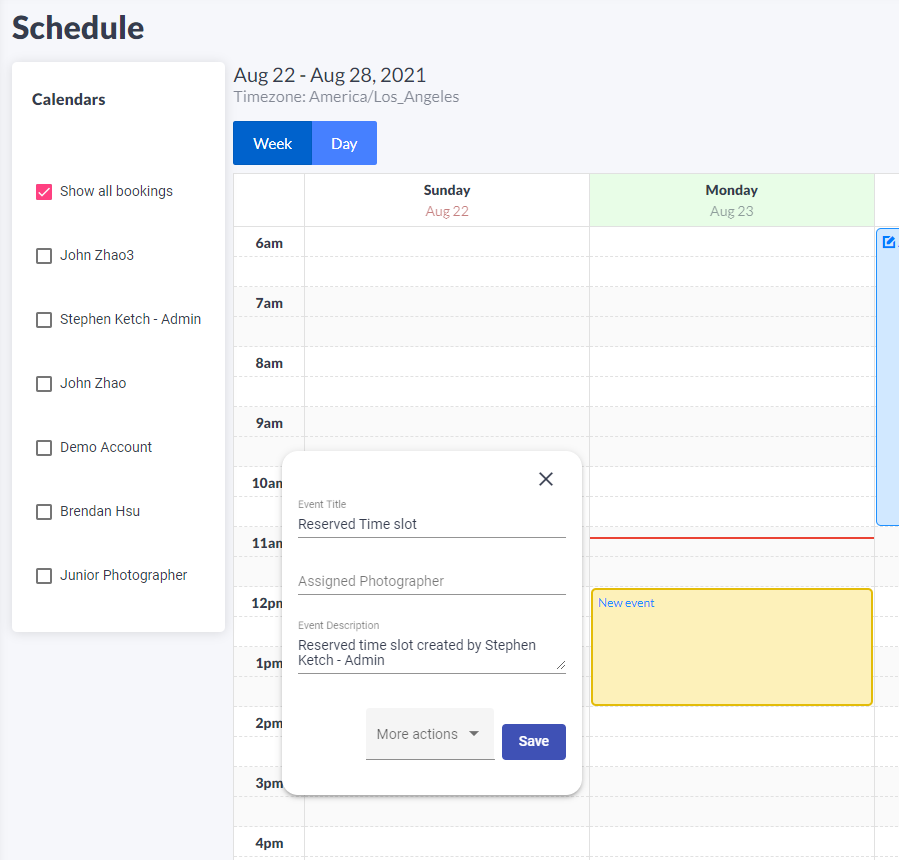 Schedule
Calendars
Show all bookings
John Zhao3
Stephen Ketch - Admin
John Zhao
Demo Account
Brendan Hsu
Junior Photographer
Aug 22 - Aug 28, 2021
Timezone: America/Los_Angeles
Week
Day
Sunday
Aug 22
Monday
Aug 23
6am
7am
8am
9am
10am
11am
12pm
1pm
2pm
3pm
4pm
Event Title
Reserved Time slot
Assigned Photographer
Event Description
Reserved time slot created by Stephen
Ketch - Admin
More actions
Save
New event